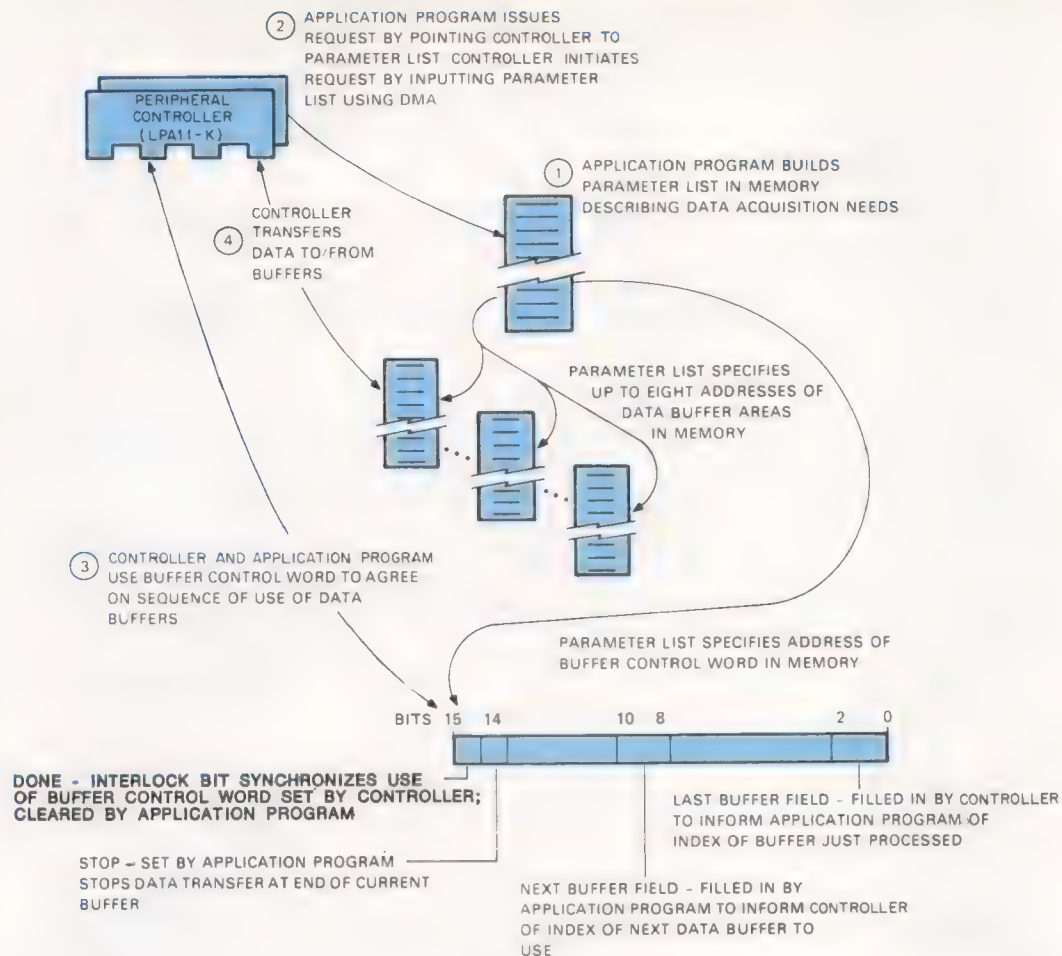 ② APPLICATION PROGRAM ISSUES
REQUEST BY POINTING CONTROLLER TO
PARAMETER LIST CONTROLLER INITIATES
REQUEST BY INPUTTING PARAMETER
LIST USING DMA
PERIPHERAL
CONTROLLER
(LPA11-K)
① APPLICATION PROGRAM BUILDS
PARAMETER LIST IN MEMORY
DESCRIBING DATA ACQUISITION NEEDS
④ CONTROLLER
TRANSFERS
DATA TO/FROM
BUFFERS
PARAMETER LIST SPECIFIES
UP TO EIGHT ADDRESSES OF
DATA BUFFER AREAS
IN MEMORY
③ CONTROLLER AND APPLICATION PROGRAM
USE BUFFER CONTROL WORD TO AGREE
ON SEQUENCE OF USE OF DATA
BUFFERS
PARAMETER LIST SPECIFIES ADDRESS OF
BUFFER CONTROL WORD IN MEMORY
BITS 15 14 10 8 2 0
DONE - INTERLOCK BIT SYNCHRONIZES USE
OF BUFFER CONTROL WORD SET BY CONTROLLER;
CLEARED BY APPLICATION PROGRAM
LAST BUFFER FIELD - FILLED IN BY CONTROLLER
TO INFORM APPLICATION PROGRAM OF
INDEX OF BUFFER JUST PROCESSED
STOP - SET BY APPLICATION PROGRAM
STOPS DATA TRANSFER AT END OF CURRENT
BUFFER
NEXT BUFFER FIELD - FILLED IN BY
APPLICATION PROGRAM TO INFORM CONTROLLER
OF INDEX OF NEXT DATA BUFFER TO
USE